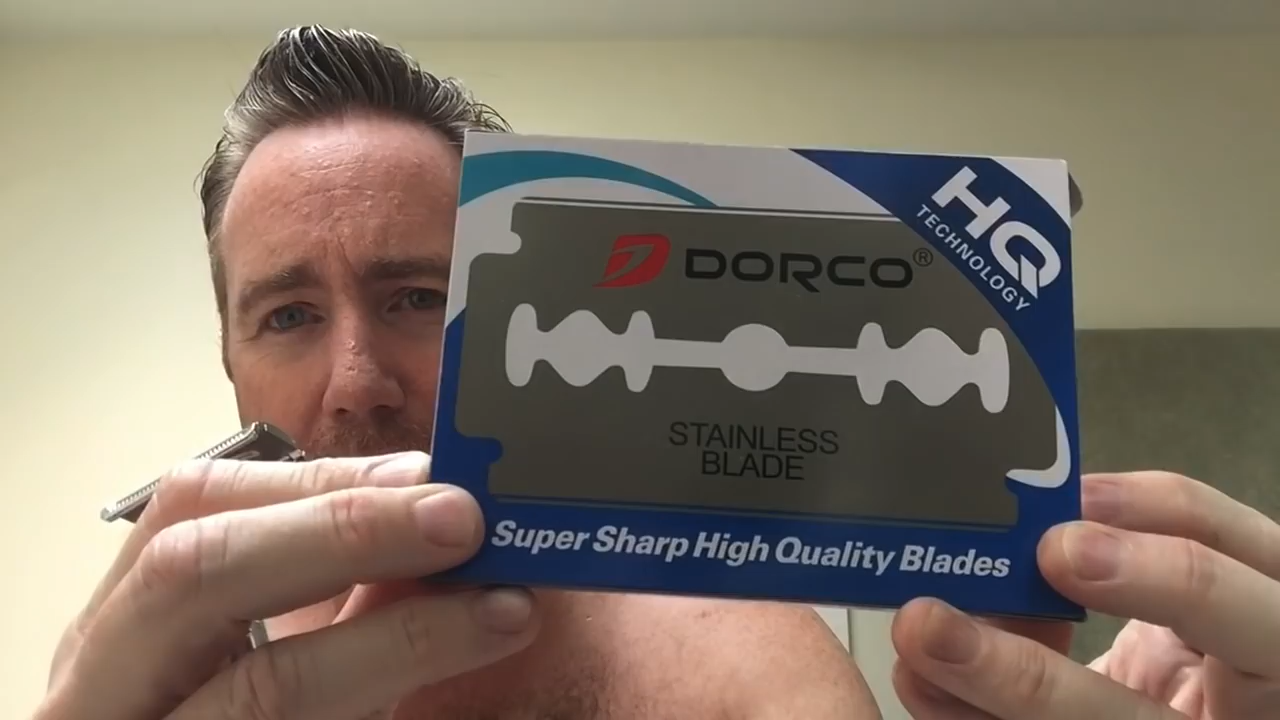 HQ
TECHNOLOGY
DORCO®
STAINLESS
BLADE
Super Sharp High Quality Blades